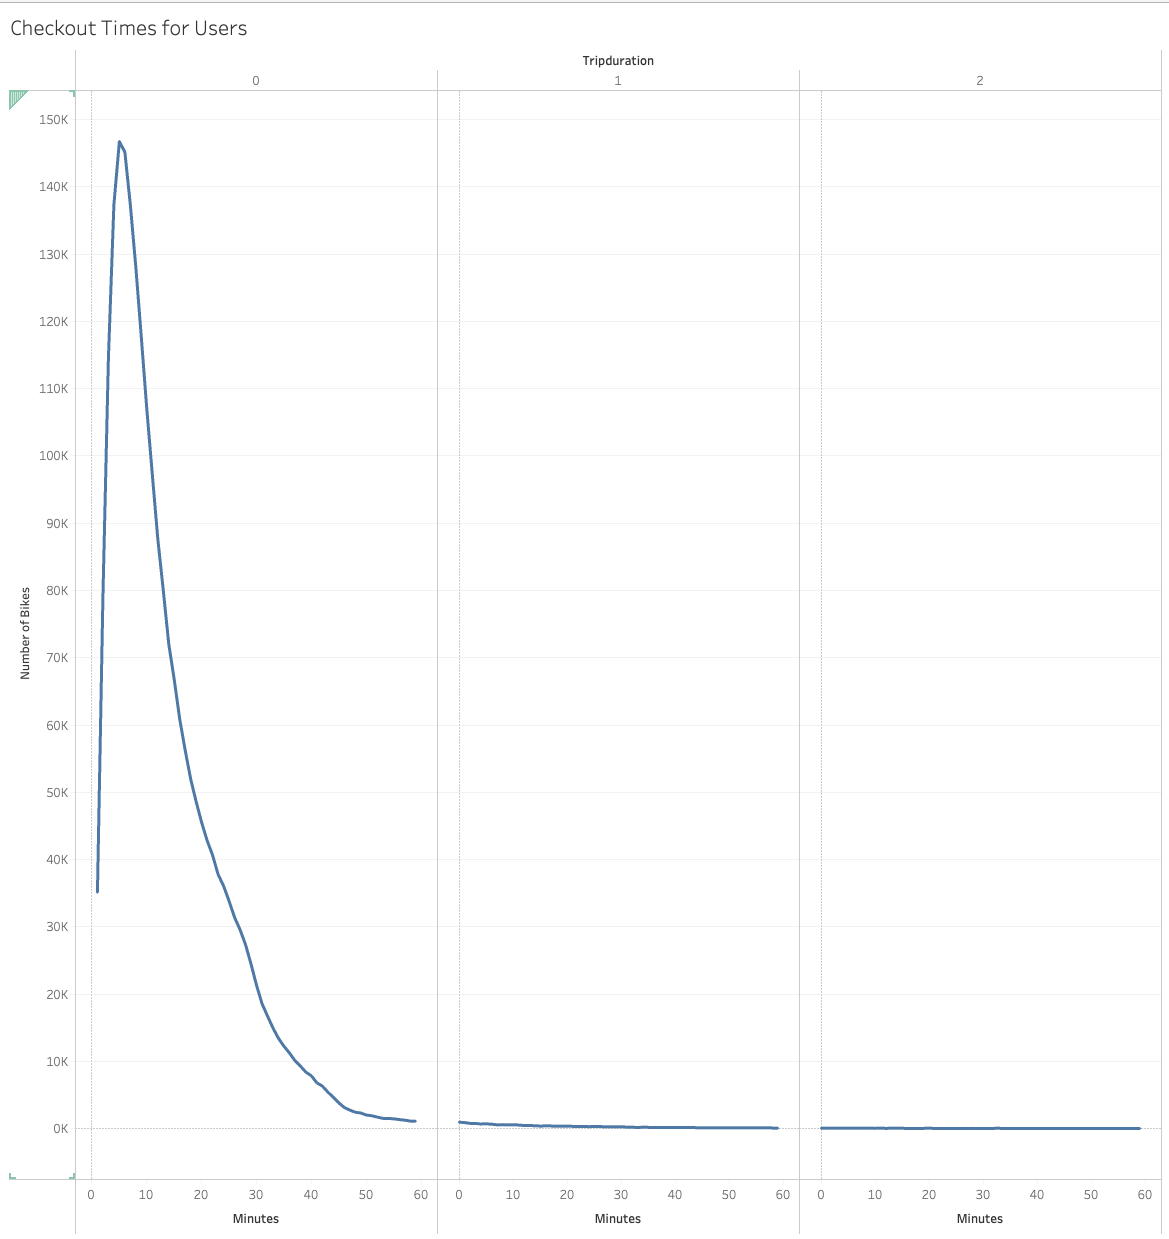 Checkout Times for Users
Tripduration
0 1 2
150K
140K
130K
120K
110K
100K
90K
80K
70K
60K
50K
40K
30K
20K
10K
0K
Number of Bikes
0 10 20 30 40 50 60 0 10 20 30 40 50 60 0 10 20 30 40 50 60
Minutes Minutes Minutes